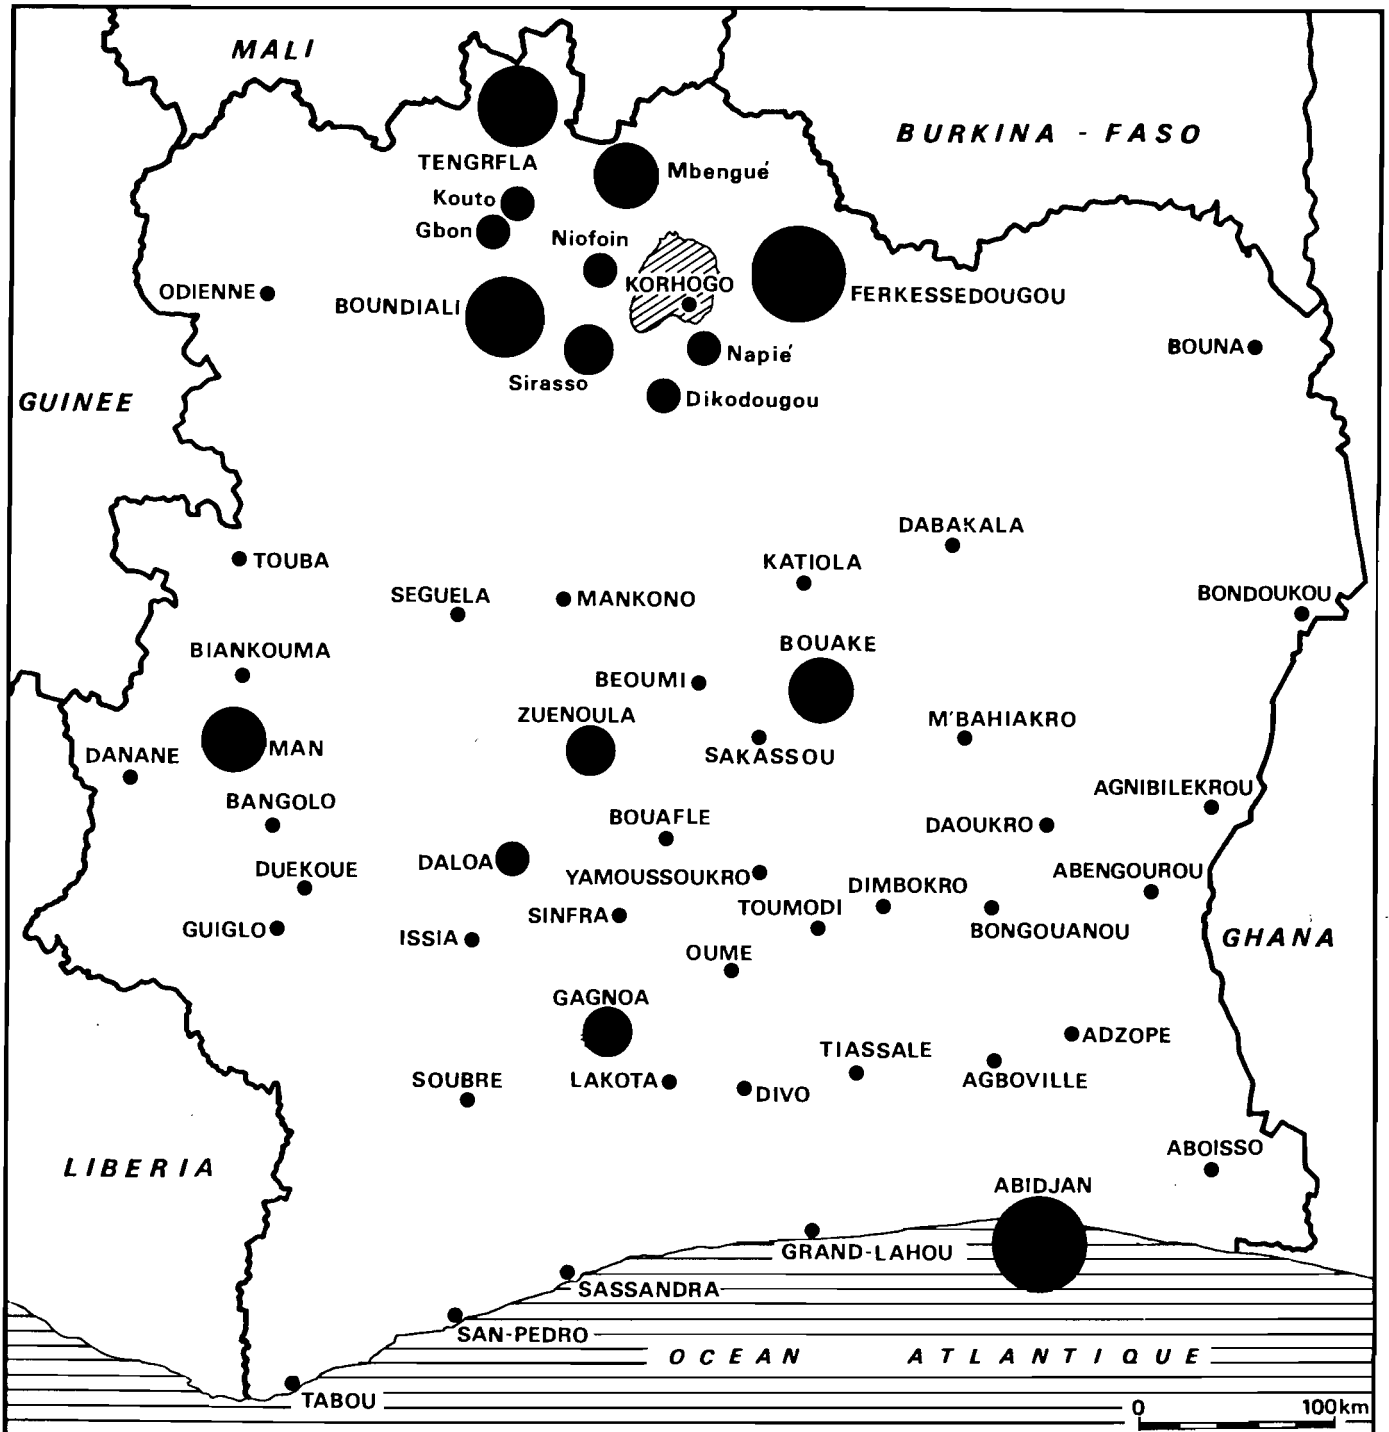 MALI
BURKINA - FASO
TENGRFLA
Mbengué
Kouto
Gbon
Niofoin
KORHOGO
ODIENNE
BOUNDIALI
FERKESSEDOUGOU
BOUNA
Napié
Sirasso
Dikodougou
GUINEE
DABAKALA
TOUBA
KATIOLA
SEGUELA
MANKONO
BONDOUKOU
BIANKOUMA
BOUAKE
BEOUMI
ZUENOULA
M'BAHIAKRO
MAN
DANANE
SAKASSOU
AGNIBILEKROU
BANGOLO
BOUAFLE
DAOUKRO
DALOA
DUEKOUE
YAMOUSSOUKRO
ABENGOUROU
DIMBOKRO
TOUMODI
SINFRA
GUIGLO
ISSIA
BONGOUANOU
GHANA
OUME
GAGNOA
ADZOPE
TIASSALE
SOUBRE
LAKOTA
DIVO
AGBOVILLE
LIBERIA
ABOISSO
ABIDJAN
GRAND-LAHOU
SASSANDRA
SAN-PEDRO
OCEAN ATLANTIQUE
TABOU
0 100km